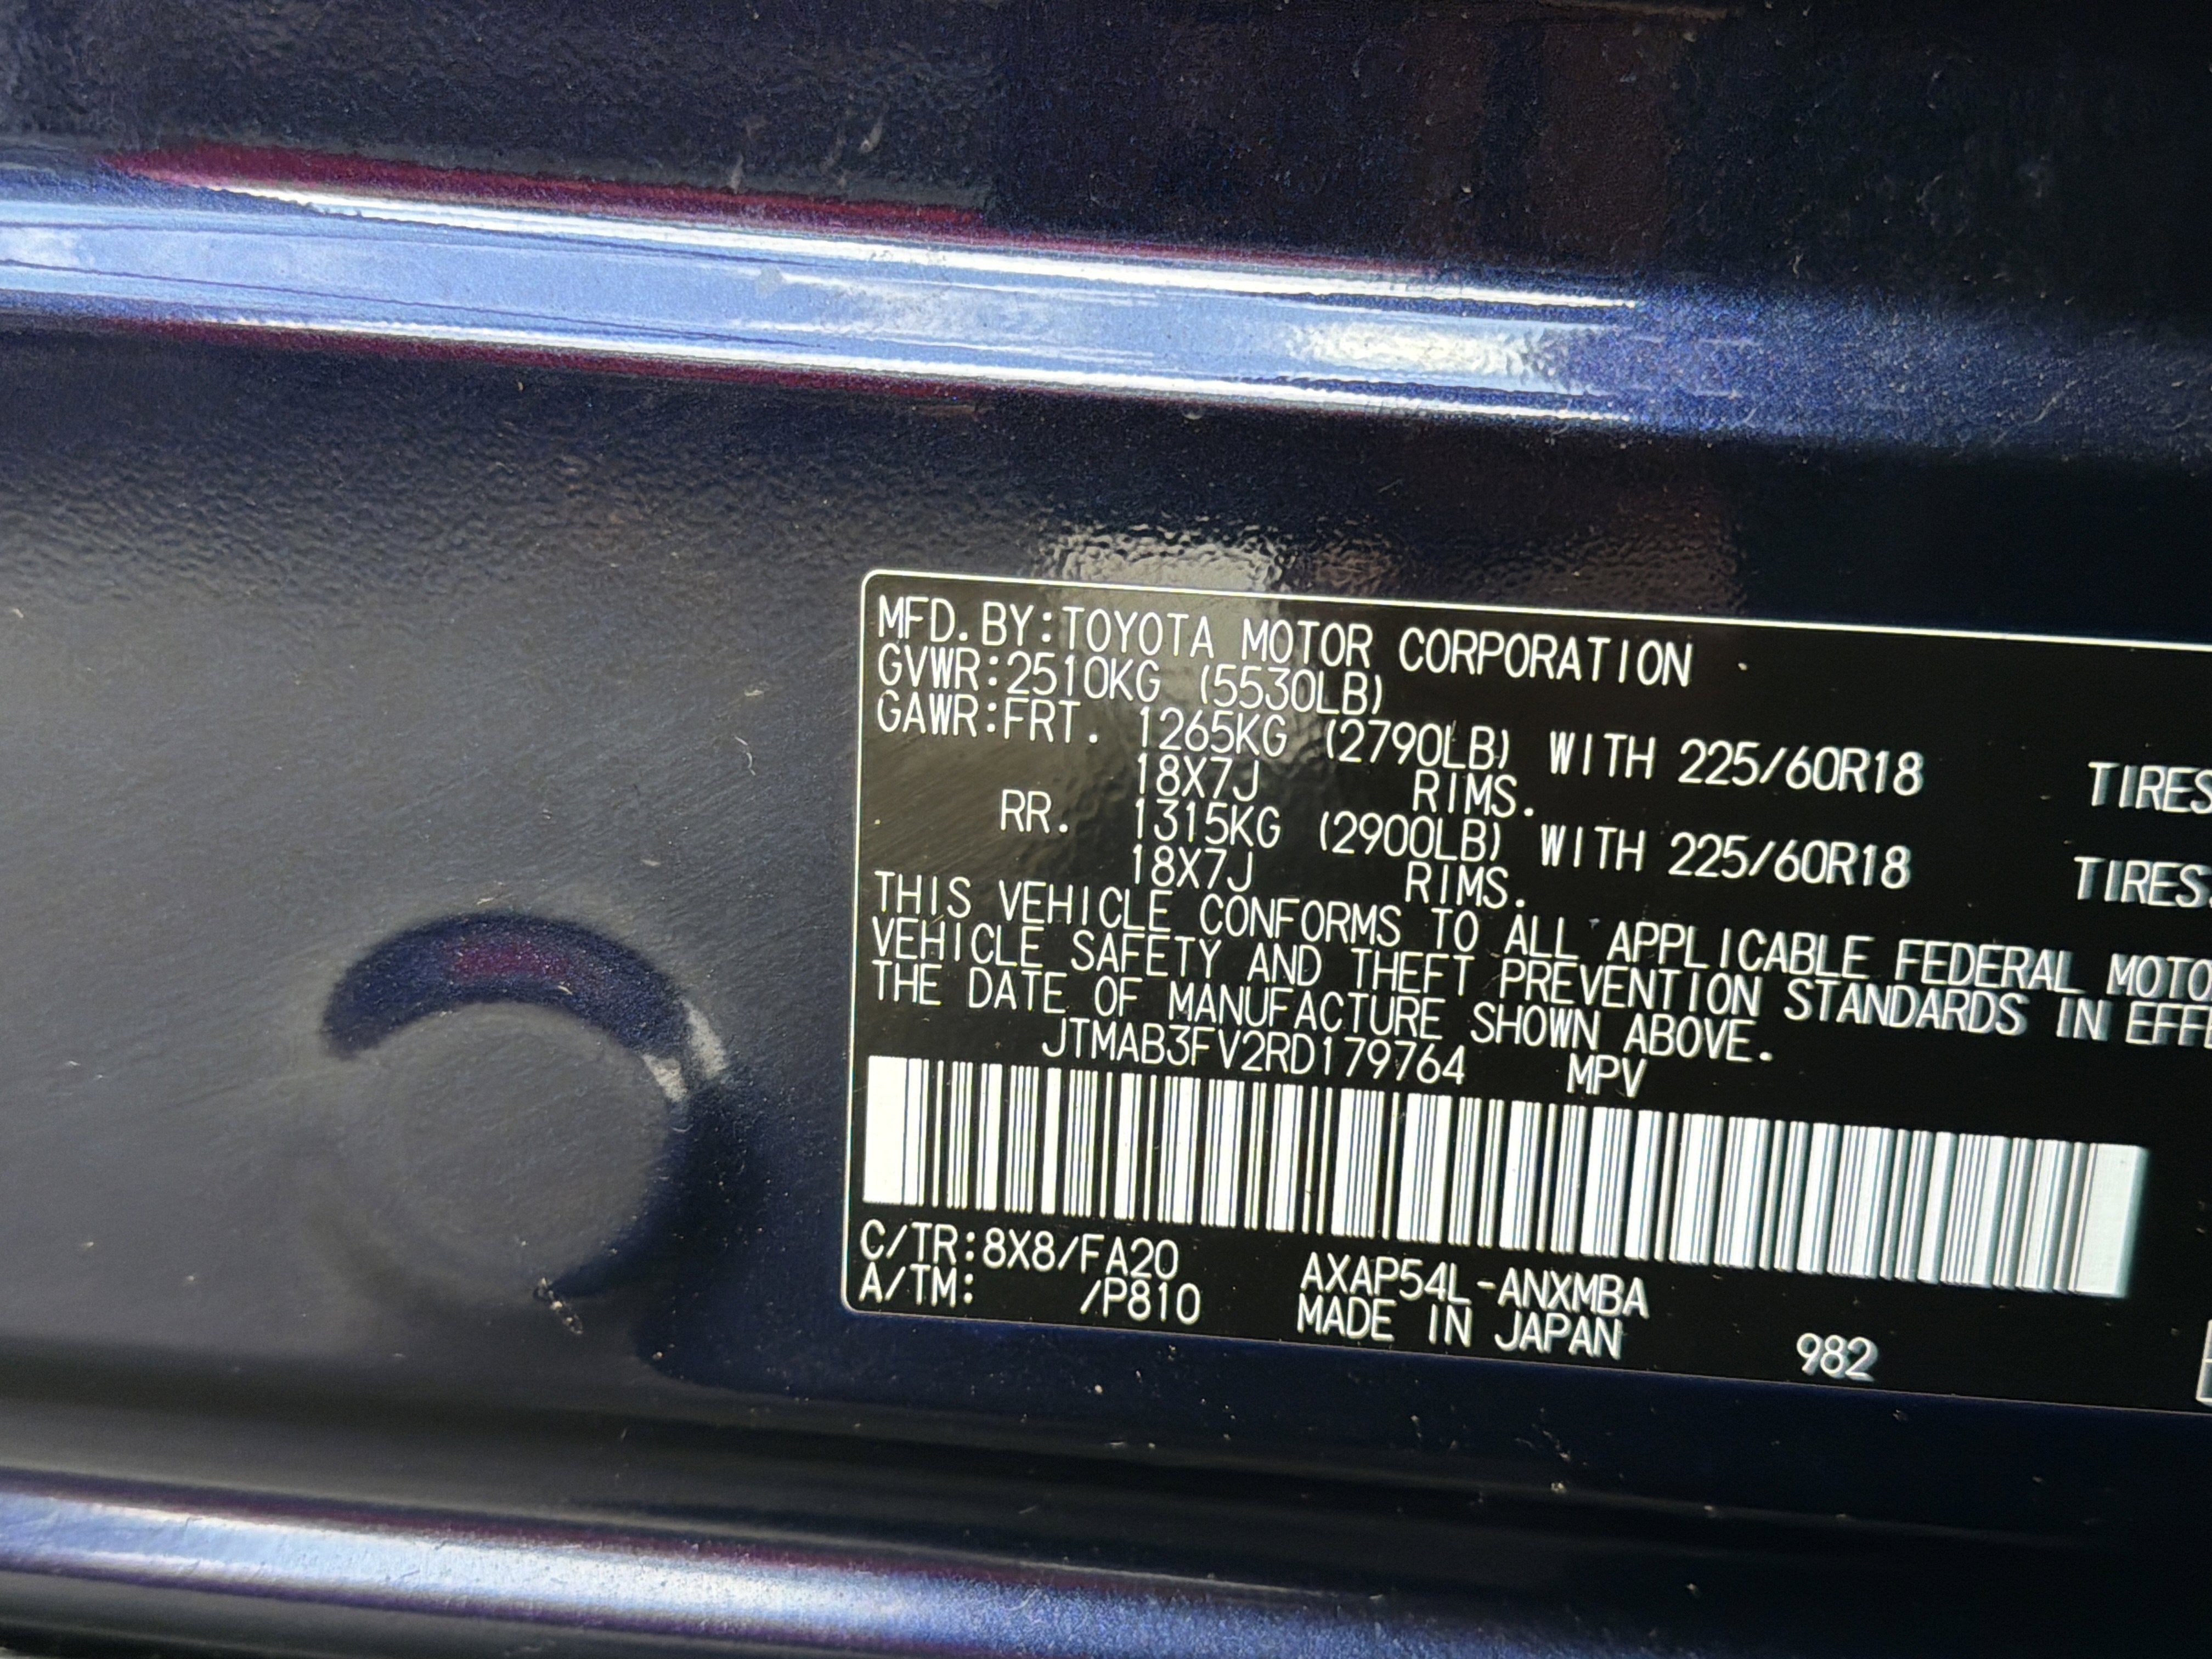 MFD.BY:TOYOTA MOTOR CORPORATION
GVWR:2510KG (5530LB)
GAWR:FRT. 1265KG (2790LB) WITH 225/60R18 TIRES
18X7J RIMS.
RR. 1315KG (2900LB) WITH 225/60R18 TIRES
18X7J RIMS.
THIS VEHICLE CONFORMS TO ALL APPLICABLE FEDERAL MOTO
VEHICLE SAFETY AND THEFT PREVENTION STANDARDS IN EFF
THE DATE OF MANUFACTURE SHOWN ABOVE.
JTMAB3FV2RD179764 MPV
C/TR:8X8/FA20 AXAP54L-ANXMBA
A/TM: /P810 MADE IN JAPAN 982